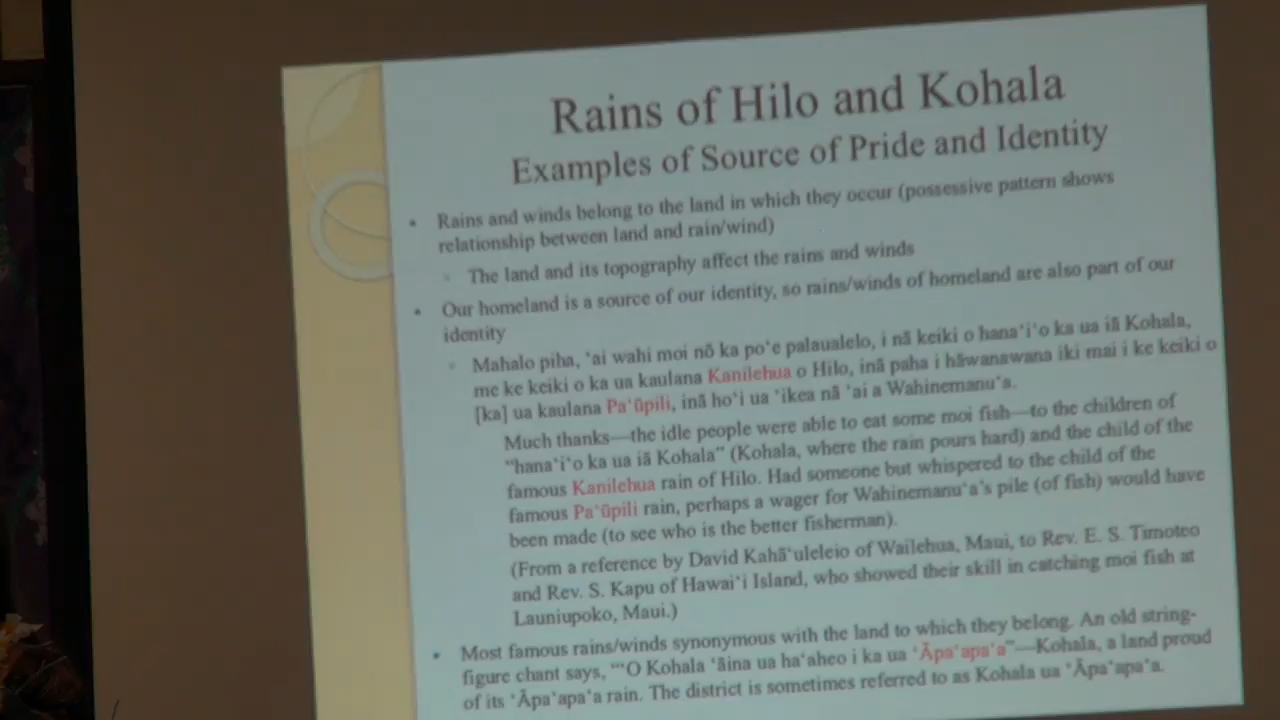 Rains of Hilo and Kohala
Examples of Source of Pride and Identity
• Rains and winds belong to the land in which they occur (possessive pattern shows
relationship between land and rain/wind)
◦ The land and its topography affect the rains and winds
• Our homeland is a source of our identity, so rains/winds of homeland are also part of our
identity
◦ Mahalo piha, ʻai wahi moi nō ka poʻe palaualelo, i nā keiki o hanaʻiʻo ka ua iā Kohala,
me ke keiki o ka ua kaulana Kanilehua o Hilo, inā paha i hāwanawana iki mai i ke keiki o
[ka] ua kaulana Paʻūpili, inā hoʻi ua ʻikea nā ʻai a Wahinemanuʻa.
Much thanks—the idle people were able to eat some moi fish—to the children of
“hanaʻiʻo ka ua iā Kohala” (Kohala, where the rain pours hard) and the child of the
famous Kanilehua rain of Hilo. Had someone but whispered to the child of the
famous Paʻūpili rain, perhaps a wager for Wahinemanuʻa’s pile (of fish) would have
been made (to see who is the better fisherman).
(From a reference by David Kahāʻuleleio of Wailehua, Maui, to Rev. E. S. Timoteo
and Rev. S. Kapu of Hawaiʻi Island, who showed their skill in catching moi fish at
Launiupoko, Maui.)
• Most famous rains/winds synonymous with the land to which they belong. An old string-
figure chant says, “ʻO Kohala ʻāina ua haʻaheo i ka ua ʻĀpaʻapaʻa”—Kohala, a land proud
of its ʻĀpaʻapaʻa rain. The district is sometimes referred to as Kohala ua ʻĀpaʻapaʻa.